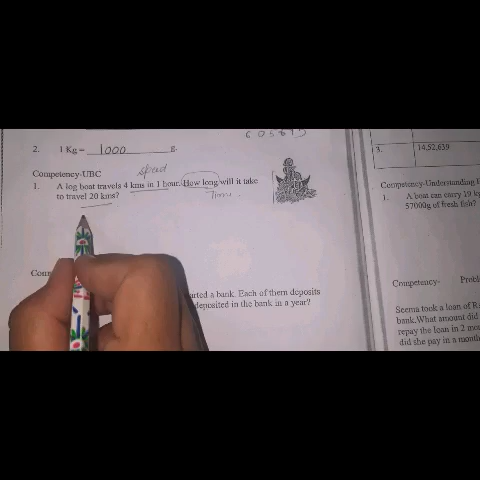 603875
2. 1 Kg = 1000 g.
Competency-UBC
speed
1. A log boat travels 4 kms in 1 hour. How long will it take
to travel 20 kms?
Time
arted a bank. Each of them deposits
deposited in the bank in a year?
3. 14,52,639
Competency-Understanding
1. A boat can carry 19 k
57000g of fresh fish?
Competency- Probl
Seema took a loan of R
bank.What amount did
repay the loan in 2 mo
did she pay in a month